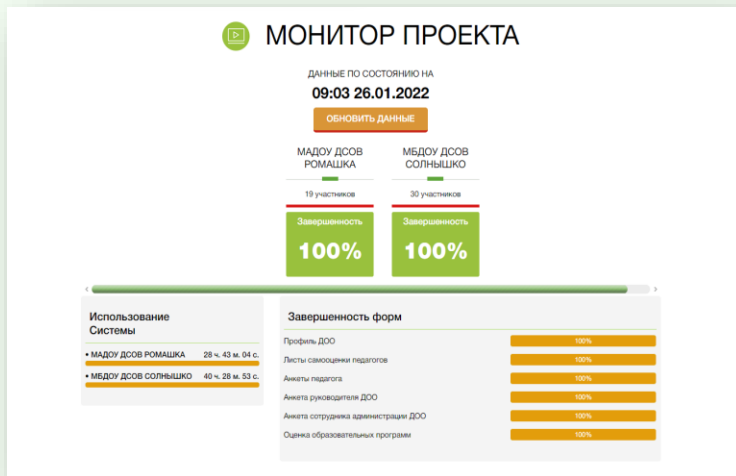 МОНИТОР ПРОЕКТА
ДАННЫЕ ПО СОСТОЯНИЮ НА
09:03 26.01.2022
ОБНОВИТЬ ДАННЫЕ
МАДОУ ДСОВ
РОМАШКА
19 участников
Завершенность
100%
МБДОУ ДСОВ
СОЛНЫШКО
30 участников
Завершенность
100%
Использование
Системы
• МАДОУ ДСОВ РОМАШКА 28 ч. 43 м. 04 с.
• МБДОУ ДСОВ СОЛНЫШКО 40 ч. 28 м. 53 с.
Завершенность форм
Профиль ДОО 100%
Листы самооценки педагогов 100%
Анкеты педагога 100%
Анкета руководителя ДОО 100%
Анкета сотрудника администрации ДОО 100%
Оценка образовательных программ 100%